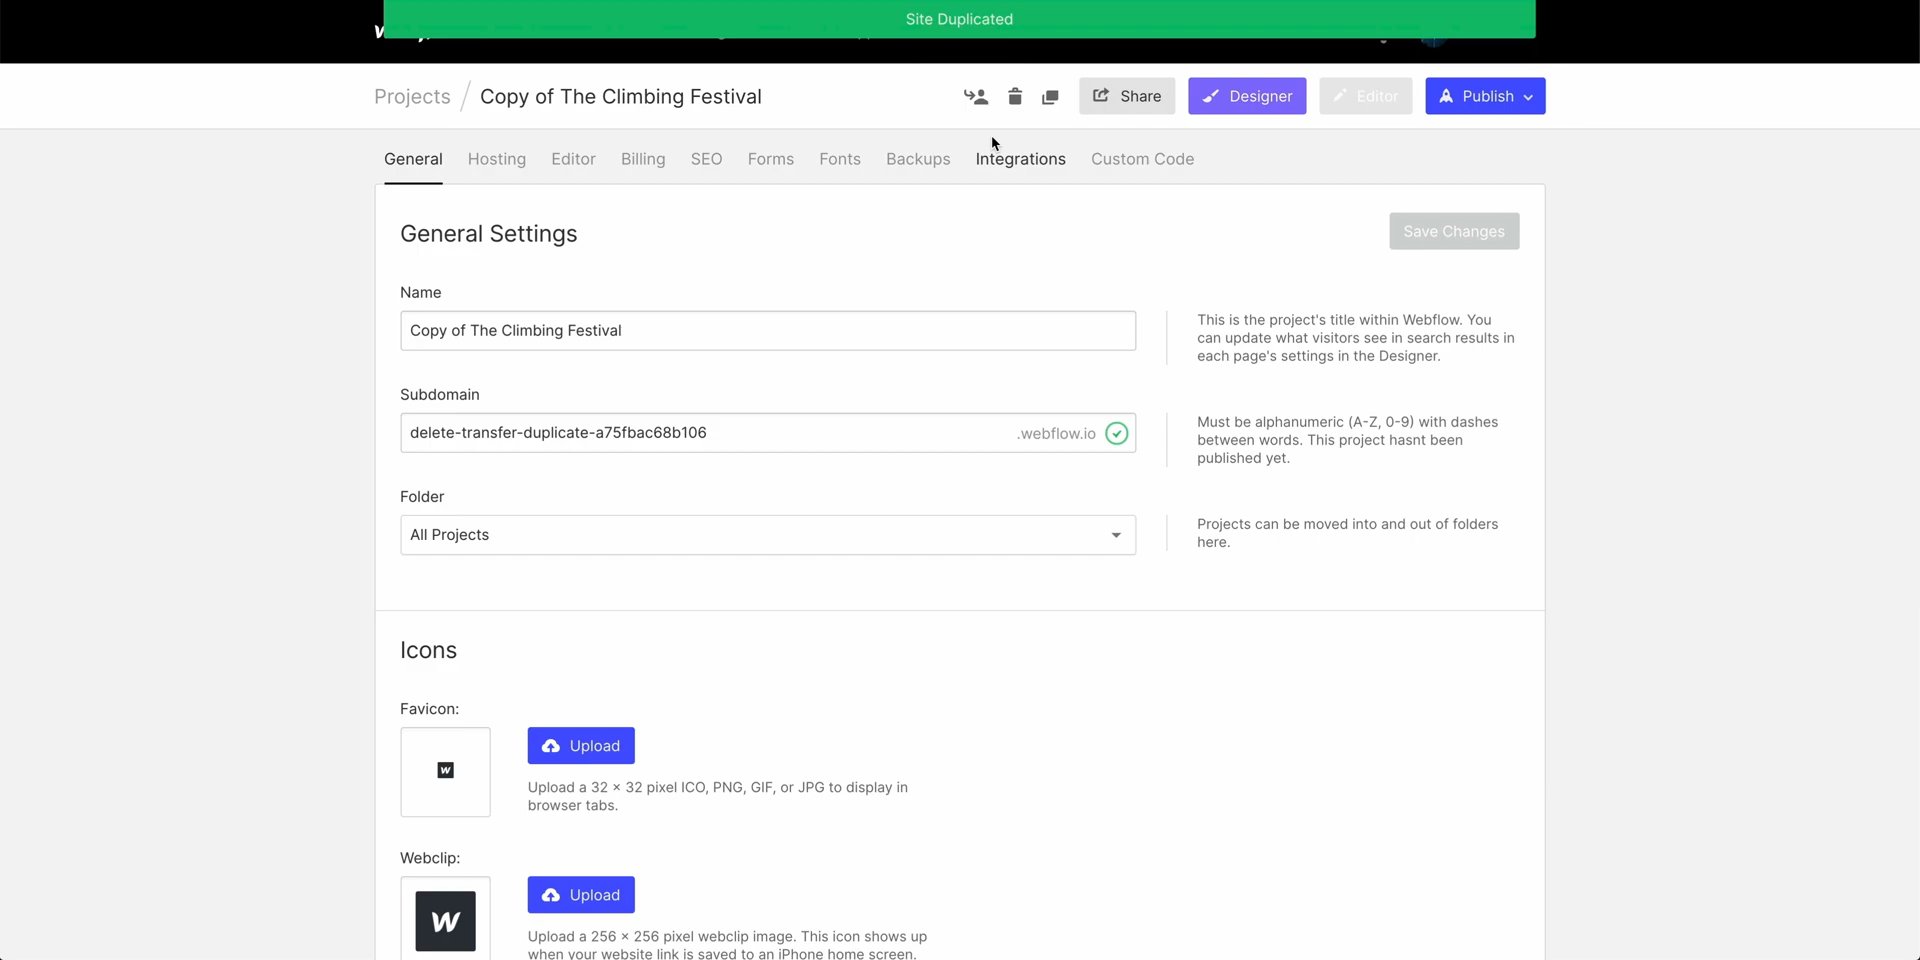 Site Duplicated
Projects / Copy of The Climbing Festival
Share
Designer
Editor
Publish
General
Hosting
Editor
Billing
SEO
Forms
Fonts
Backups
Integrations
Custom Code
General Settings
Save Changes
Name
Copy of The Climbing Festival
This is the project's title within Webflow. You
can update what visitors see in search results in
each page's settings in the Designer.
Subdomain
delete-transfer-duplicate-a75fbac68b106
.webflow.io
Must be alphanumeric (A-Z, 0-9) with dashes
between words. This project hasnt been
published yet.
Folder
All Projects
Projects can be moved into and out of folders
here.
Icons
Favicon:
W
Upload
Upload a 32 × 32 pixel ICO, PNG, GIF, or JPG to display in
browser tabs.
Webclip:
W
Upload
Upload a 256 × 256 pixel webclip image. This icon shows up
when your website link is saved to an iPhone home screen.